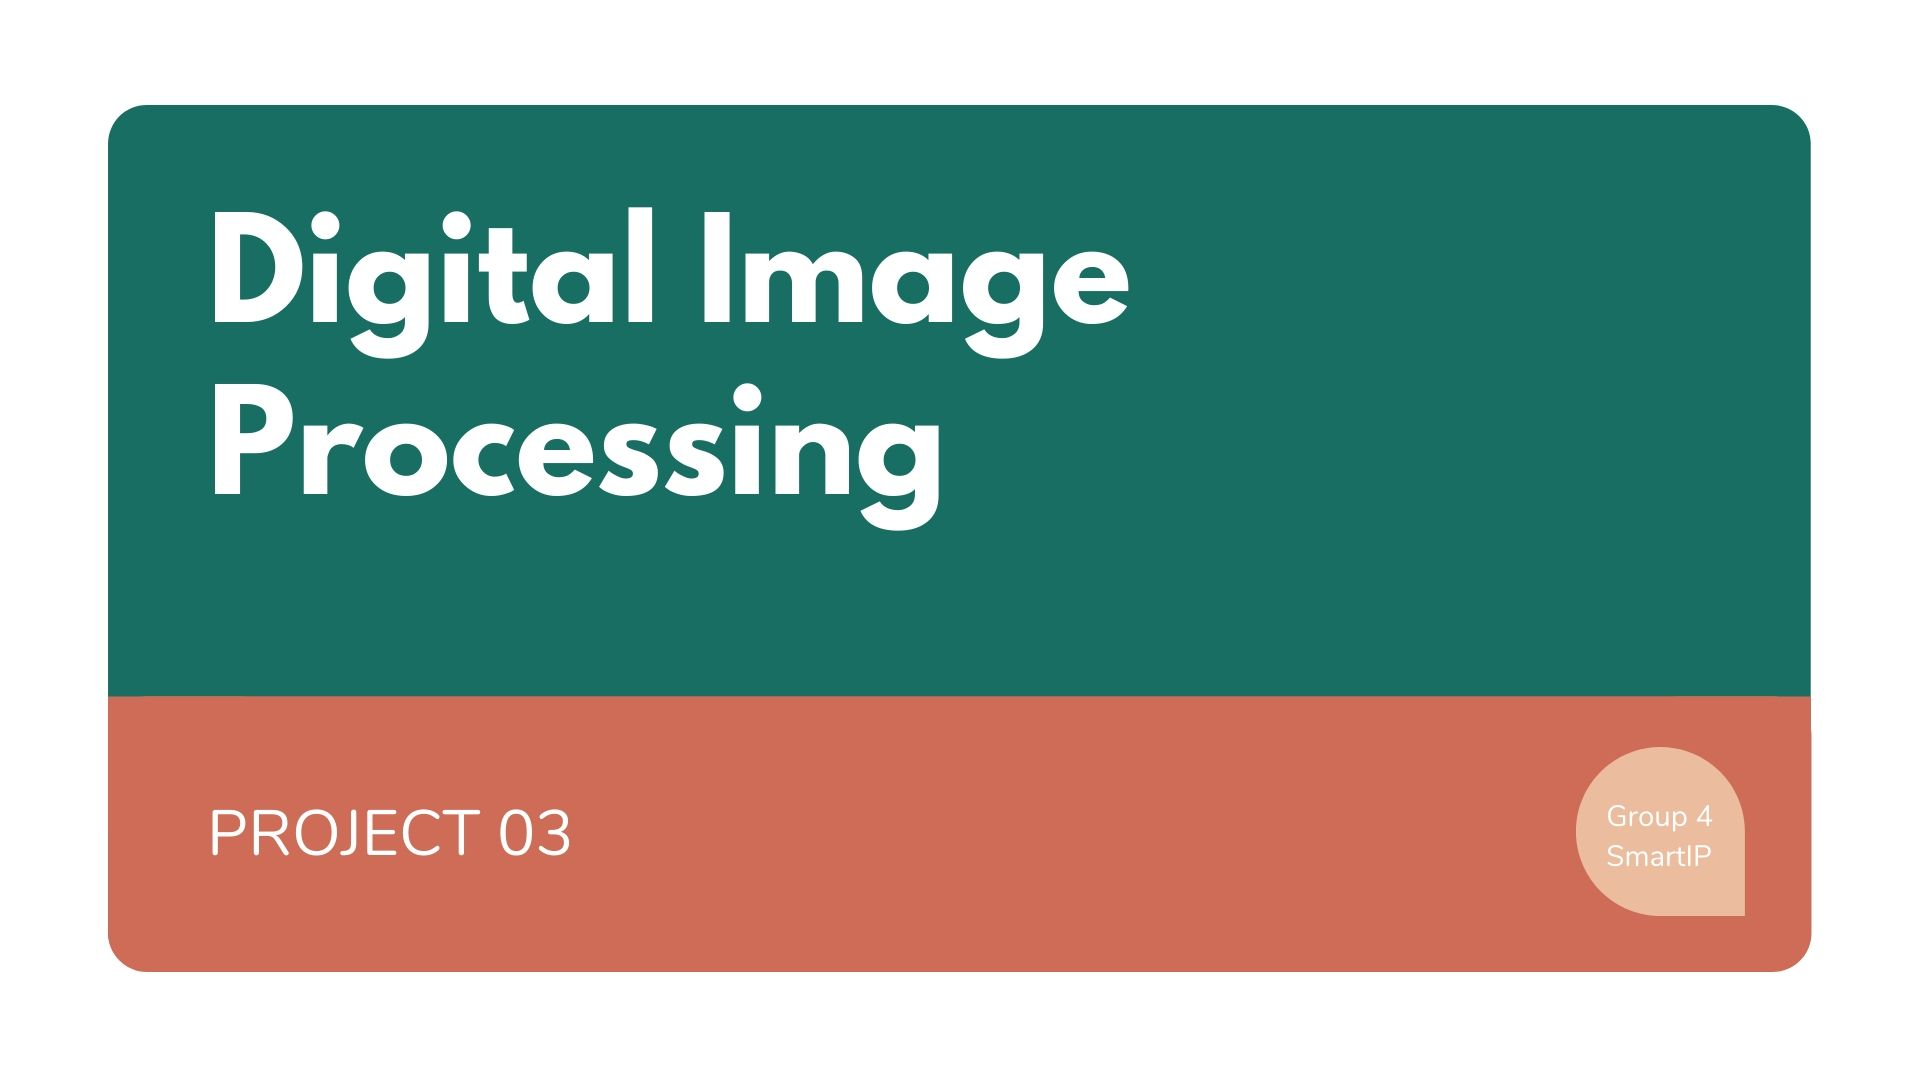 Digital Image
Processing
PROJECT 03
Group 4
SmartIP